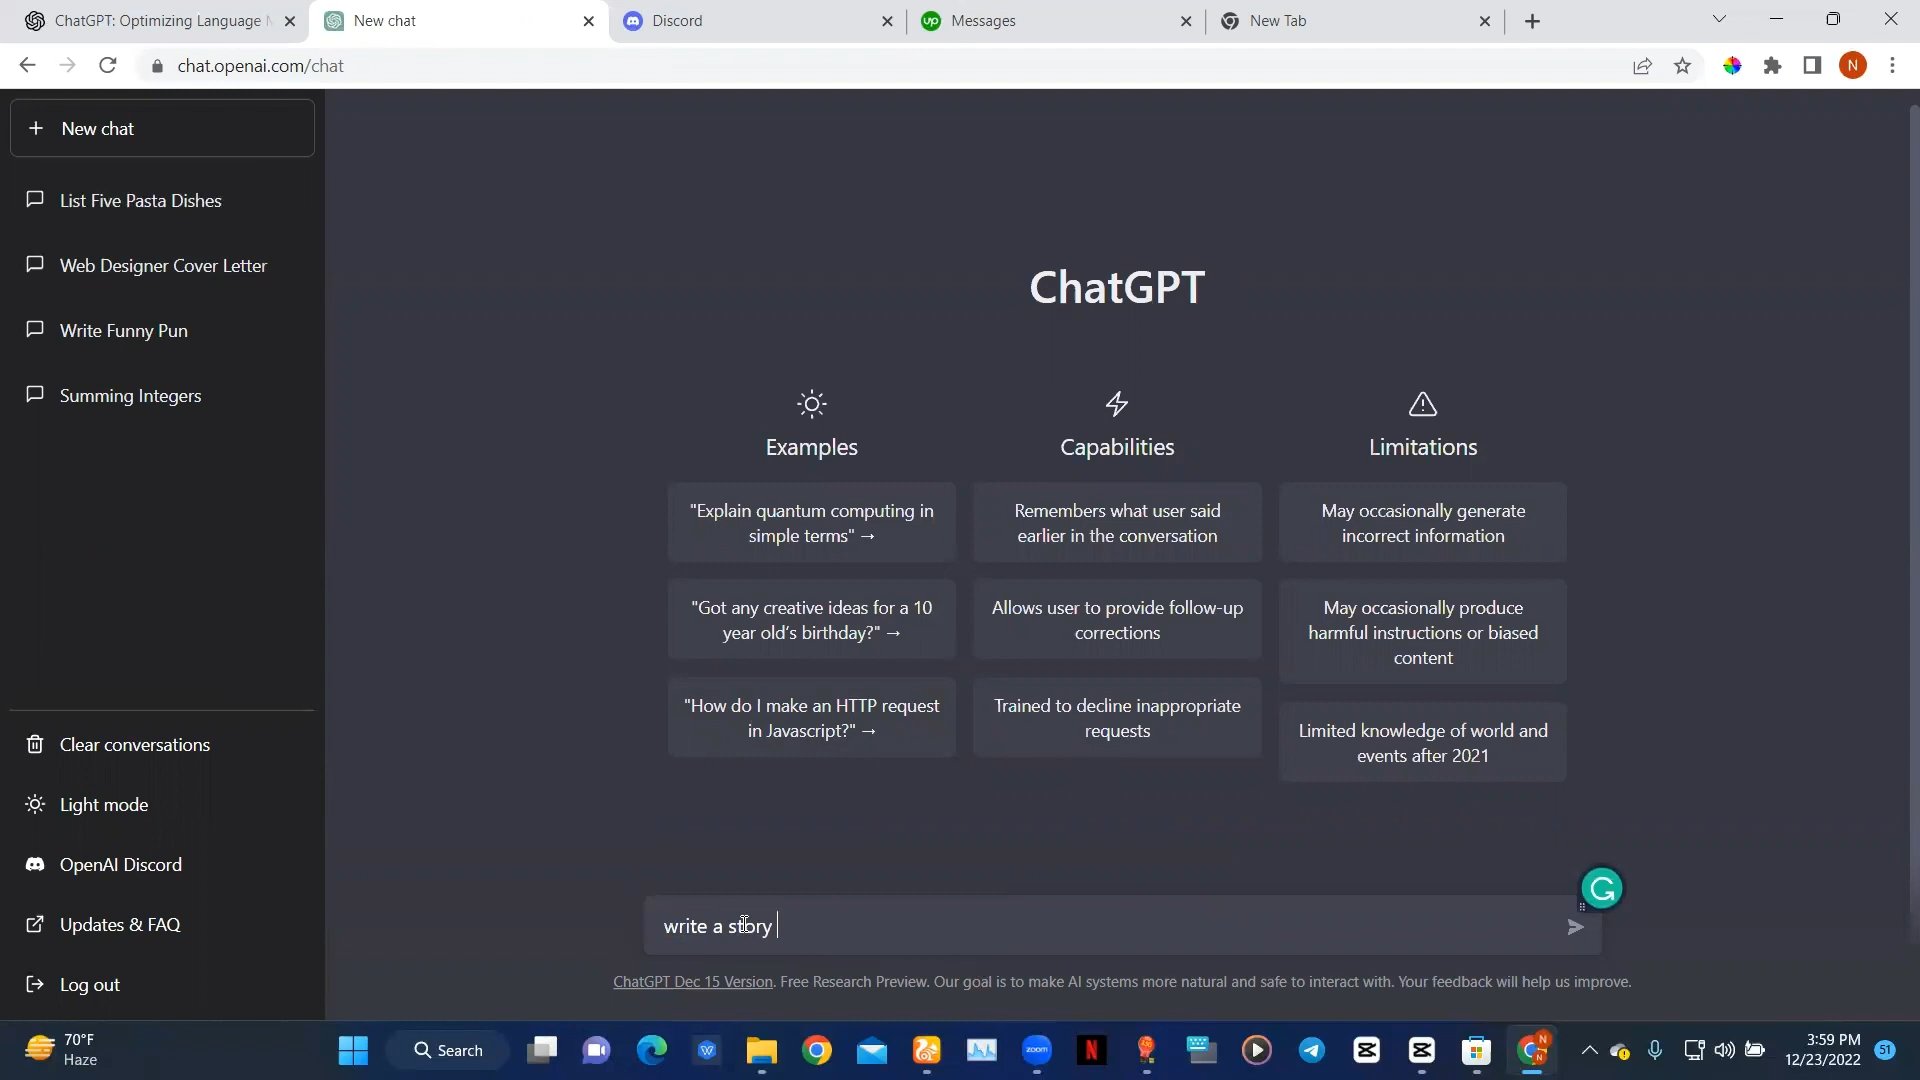 ChatGPT: Optimizing Language
New chat
Discord
Messages
New Tab
chat.openai.com/chat
N
New chat
List Five Pasta Dishes
Web Designer Cover Letter
Write Funny Pun
Summing Integers
Clear conversations
Light mode
OpenAI Discord
Updates & FAQ
Log out
ChatGPT
Examples
"Explain quantum computing in
simple terms" →
"Got any creative ideas for a 10
year old's birthday?" →
"How do I make an HTTP request
in Javascript?" →
Capabilities
Remembers what user said
earlier in the conversation
Allows user to provide follow-up
corrections
Trained to decline inappropriate
requests
Limitations
May occasionally generate
incorrect information
May occasionally produce
harmful instructions or biased
content
Limited knowledge of world and
events after 2021
write a story
ChatGPT Dec 15 Version. Free Research Preview. Our goal is to make AI systems more natural and safe to interact with. Your feedback will help us improve.
70°F
Haze
Search
zoom
3:59 PM
12/23/2022
51